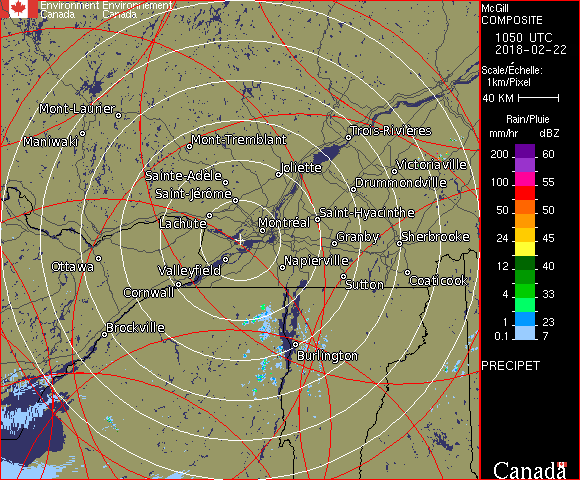 Environment Environnement
Canada Canada
McGill
COMPOSITE
1050 UTC
2018-02-22
Scale/Échelle:
1km/Pixel
40 KM
Rain/Pluie
mm/hr dBZ
200 60
150 57
100 55
50 50
24 45
12 40
4 33
1 23
0.1 7
PRECIPET
Canada
Mont-Laurier
Maniwaki
Mont-Tremblant
Trois-Rivières
Joliette
Victoriaville
Sainte-Adèle
Drummondville
Saint-Jérôme
Lachute
Saint-Hyacinthe
Montréal
Granby
Sherbrooke
Ottawa
Napierville
Valleyfield
Coaticook
Sutton
Cornwall
Brockville
Burlington